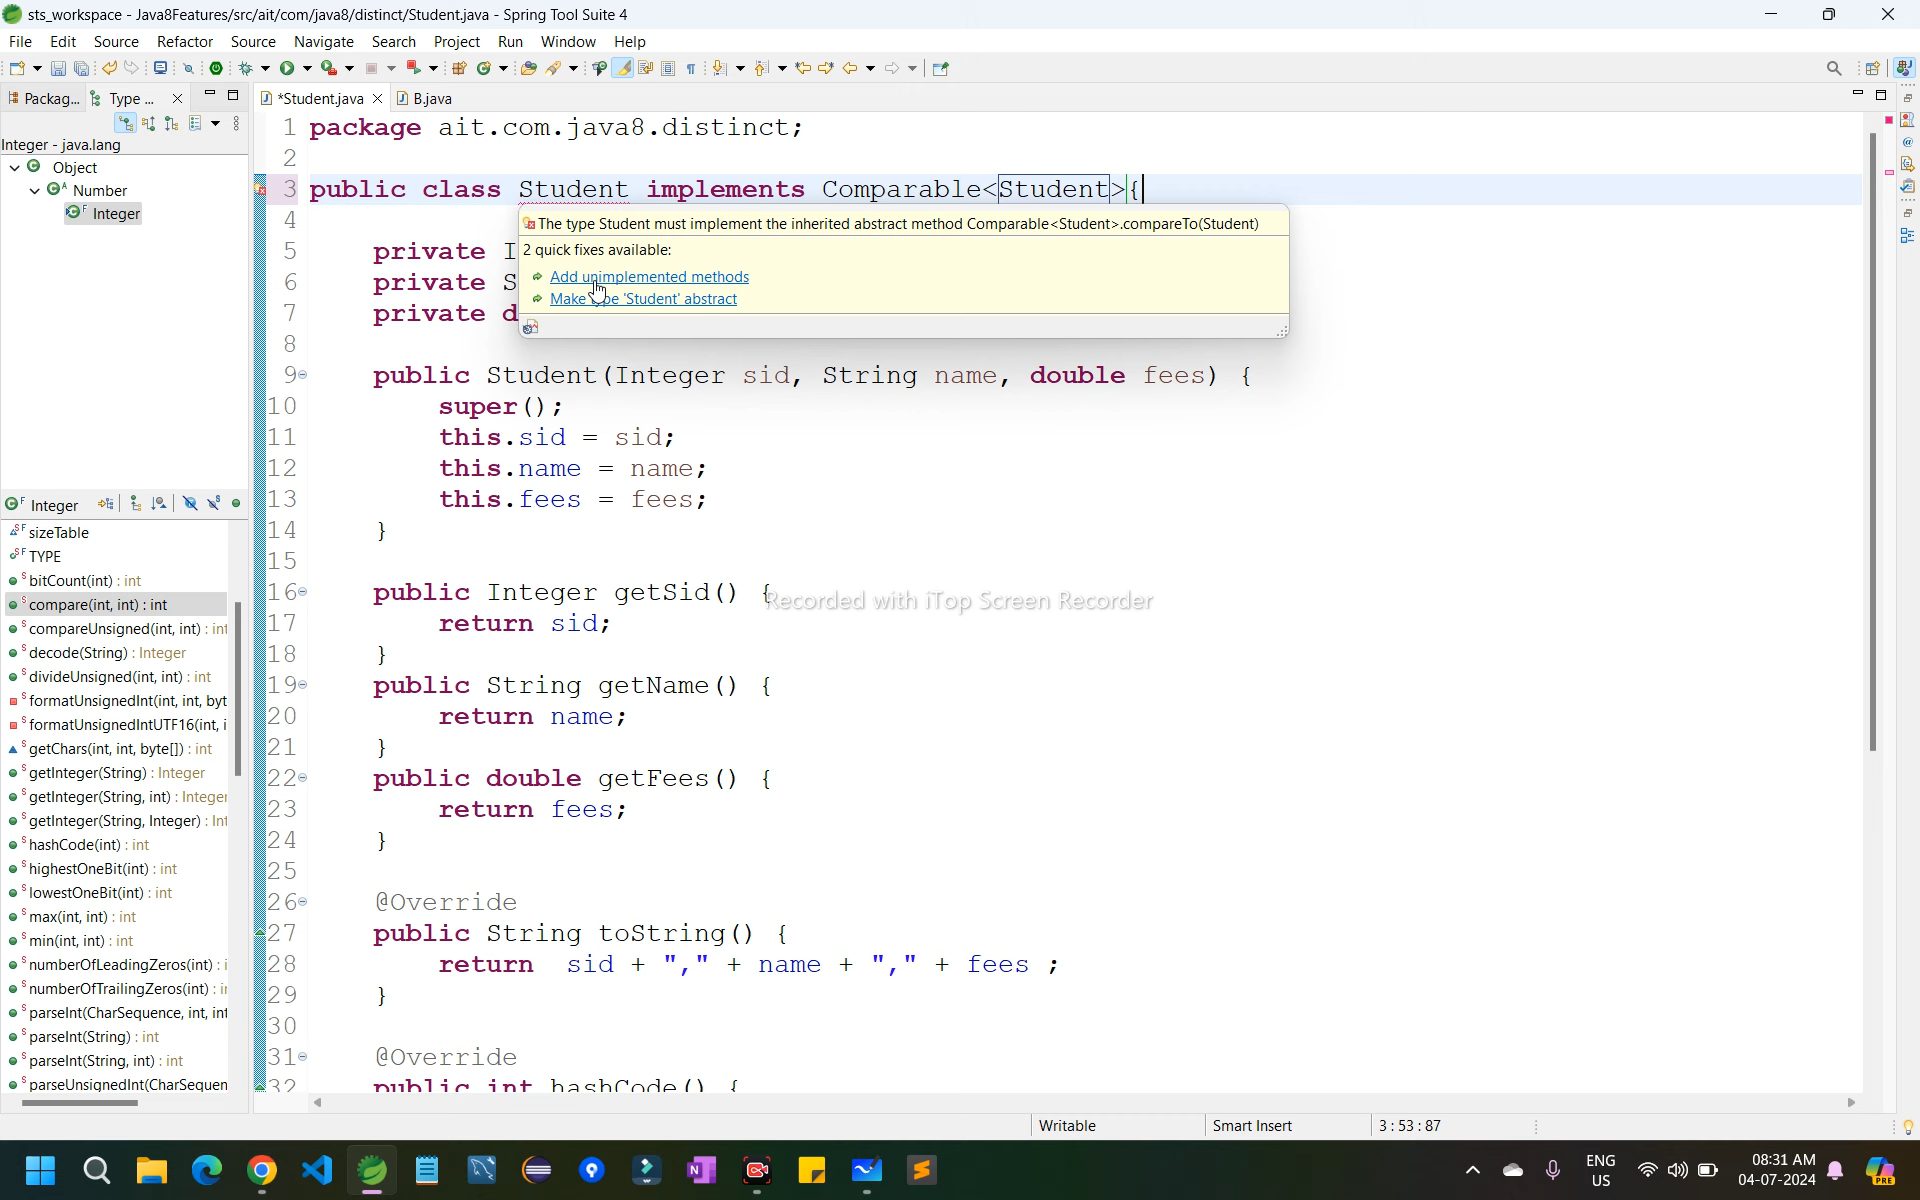 sts_workspace - Java8Features/src/ait/com/java8/distinct/Student.java - Spring Tool Suite 4
File Edit Source Refactor Source Navigate Search Project Run Window Help
Packag... Type ...
*Student.java B.java
Integer - java.lang
Object
Number
Integer
1 package ait.com.java8.distinct;
2
3 public class Student implements Comparable<Student>{
4
The type Student must implement the inherited abstract method Comparable<Student>.compareTo(Student)
2 quick fixes available:
Add unimplemented methods
Make type 'Student' abstract
5 private I
6 private S
7 private d
8
9 public Student(Integer sid, String name, double fees) {
10 super();
11 this.sid = sid;
12 this.name = name;
13 this.fees = fees;
14 }
15
16 public Integer getSid() {
17 return sid;
18 }
19 public String getName() {
20 return name;
21 }
22 public double getFees() {
23 return fees;
24 }
25
26 @Override
27 public String toString() {
28 return sid + "," + name + "," + fees ;
29 }
30
31 @Override
32 public int hashCode() {
Recorded with iTop Screen Recorder
Integer
sizeTable
TYPE
bitCount(int) : int
compare(int, int) : int
compareUnsigned(int, int) : int
decode(String) : Integer
divideUnsigned(int, int) : int
formatUnsignedInt(int, int, byt
formatUnsignedIntUTF16(int, i
getChars(int, int, byte[]) : int
getInteger(String) : Integer
getInteger(String, int) : Integer
getInteger(String, Integer) : Int
hashCode(int) : int
highestOneBit(int) : int
lowestOneBit(int) : int
max(int, int) : int
min(int, int) : int
numberOfLeadingZeros(int) : i
numberOfTrailingZeros(int) : in
parseInt(CharSequence, int, int
parseInt(String) : int
parseInt(String, int) : int
parseUnsignedInt(CharSequen
Writable Smart Insert 3 : 53 : 87
ENG
US
08:31 AM
04-07-2024
PRE